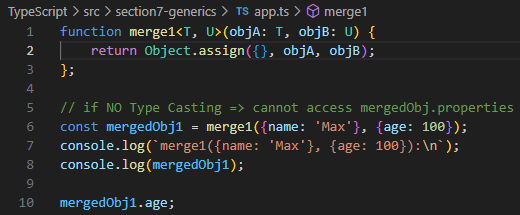 TypeScript > src > section7-generics > TS app.ts > merge1
1 function merge1<T, U>(objA: T, objB: U) {
2     return Object.assign({}, objA, objB);
3 };
4
5 // if NO Type Casting => cannot access mergedObj.properties
6 const mergedObj1 = merge1({name: 'Max'}, {age: 100});
7 console.log(`merge1({name: 'Max'}, {age: 100}):\n`);
8 console.log(mergedObj1);
9
10 mergedObj1.age;